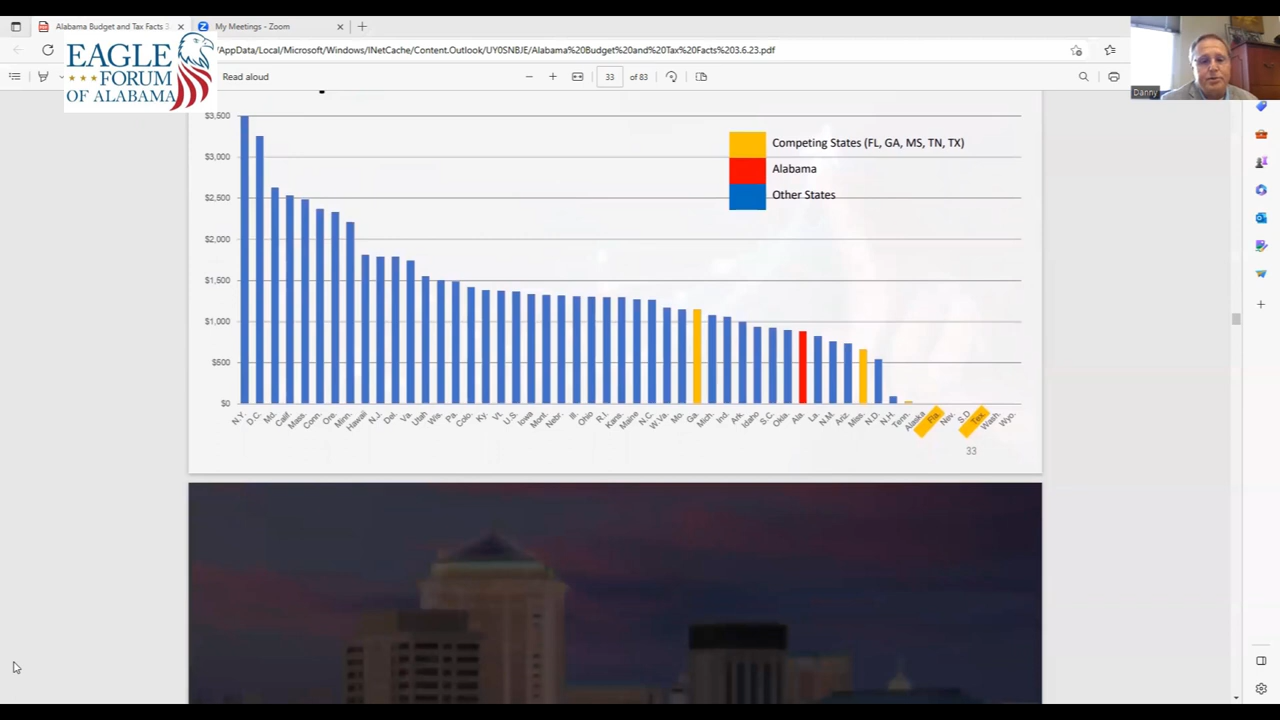 Alabama Budget and Tax Facts 3
My Meetings - Zoom
/AppData/Local/Microsoft/Windows/INetCache/Content.Outlook/UY0SNBJE/Alabama%20Budget%20and%20Tax%20Facts%203.6.23.pdf
EAGLE
FORUM
OF ALABAMA
Read aloud
33
of 83
Danny
$3,500
$3,000
$2,500
$2,000
$1,500
$1,000
$500
$0
Competing States (FL, GA, MS, TN, TX)
Alabama
Other States
N.Y.
D.C.
Md.
Calif.
Mass.
Conn.
Ore.
Minn.
Hawaii
N.J.
Del.
Va.
Utah
Wis.
Pa.
Colo.
Ky.
Vt.
U.S.
Iowa
Mont.
Nebr.
Ill.
Ohio
R.I.
Kans.
Maine
N.C.
W.Va.
Mo.
Ga.
Mich.
Ind.
Ark.
Idaho
S.C.
Okla.
Ala.
La.
N.M.
Ariz.
Miss.
N.D.
N.H.
Tenn.
Alaska
Fla.
Nev.
S.D.
Tex.
Wash.
Wyo.
33